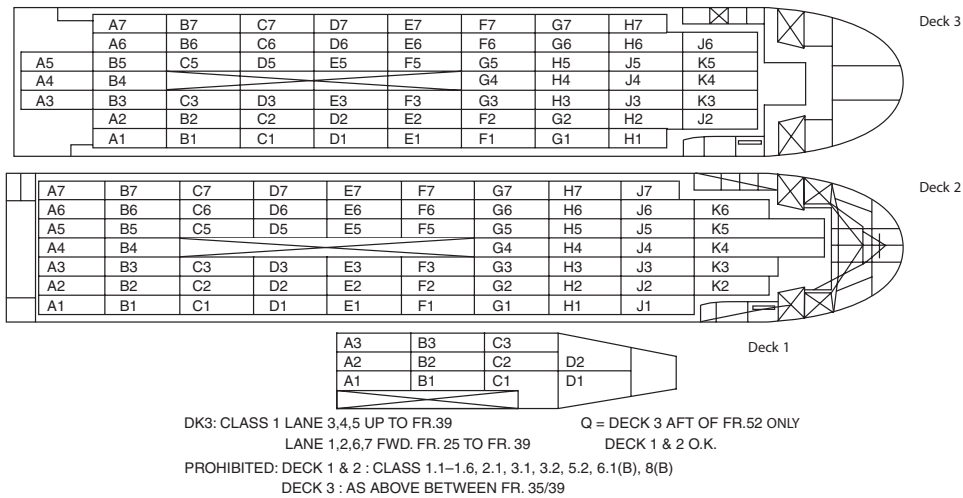 Deck 3
A7 B7 C7 D7 E7 F7 G7 H7
A6 B6 C6 D6 E6 F6 G6 H6 J6
A5 B5 C5 D5 E5 F5 G5 H5 J5 K5
A4 B4 G4 H4 J4 K4
A3 B3 C3 D3 E3 F3 G3 H3 J3 K3
A2 B2 C2 D2 E2 F2 G2 H2 J2
A1 B1 C1 D1 E1 F1 G1 H1
Deck 2
A7 B7 C7 D7 E7 F7 G7 H7 J7
A6 B6 C6 D6 E6 F6 G6 H6 J6 K6
A5 B5 C5 D5 E5 F5 G5 H5 J5 K5
A4 B4 G4 H4 J4 K4
A3 B3 C3 D3 E3 F3 G3 H3 J3 K3
A2 B2 C2 D2 E2 F2 G2 H2 J2 K2
A1 B1 C1 D1 E1 F1 G1 H1 J1
Deck 1
A3 B3 C3
A2 B2 C2 D2
A1 B1 C1 D1
DK3: CLASS 1 LANE 3,4,5 UP TO FR.39 Q = DECK 3 AFT OF FR.52 ONLY
LANE 1,2,6,7 FWD. FR. 25 TO FR. 39 DECK 1 & 2 O.K.
PROHIBITED: DECK 1 & 2 : CLASS 1.1–1.6, 2.1, 3.1, 3.2, 5.2, 6.1(B), 8(B)
DECK 3 : AS ABOVE BETWEEN FR. 35/39